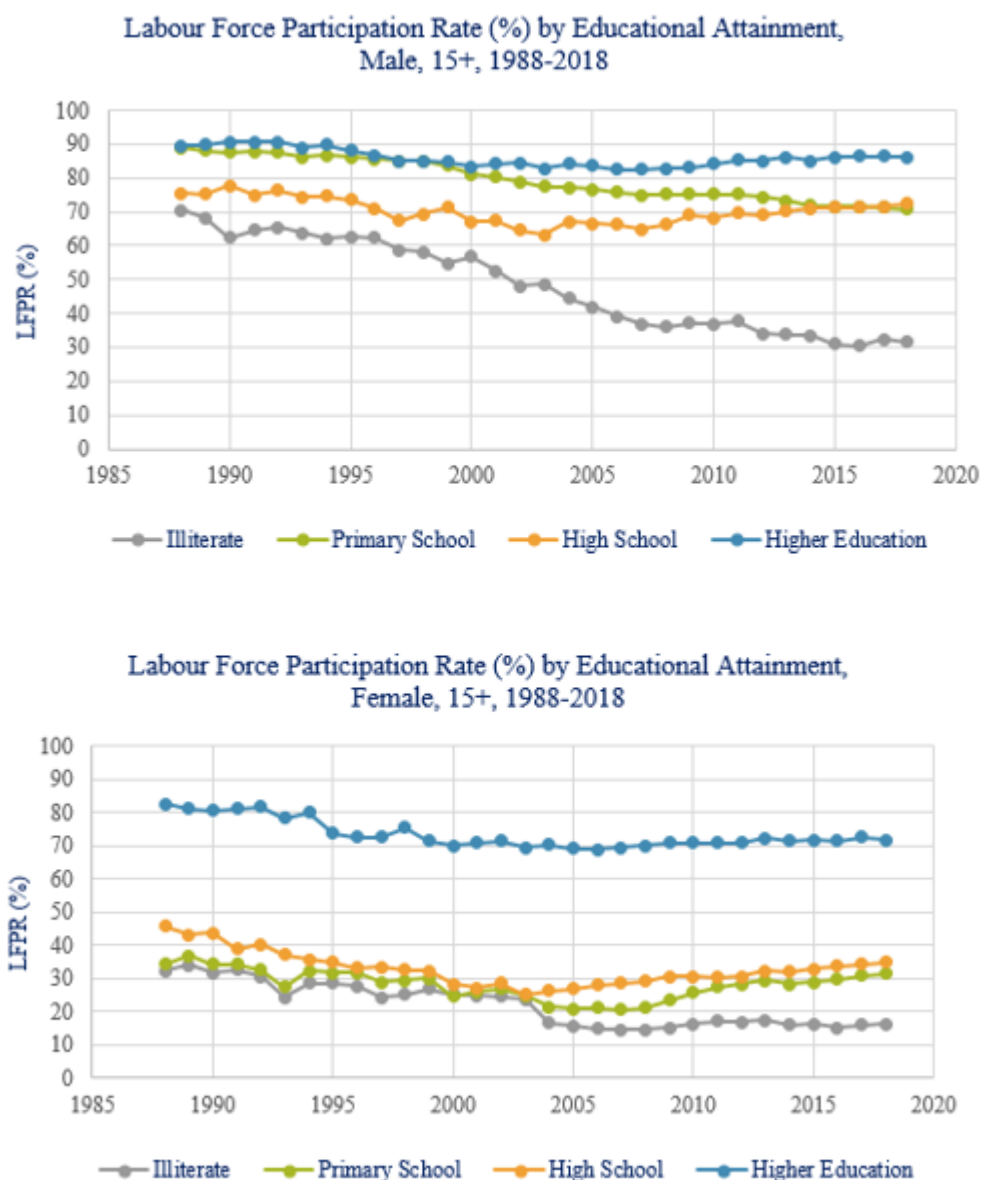 Labour Force Participation Rate (%) by Educational Attainment,
Male, 15+, 1988-2018
100
90
80
70
60
50
40
30
20
10
0
LFPR (%)
1985 1990 1995 2000 2005 2010 2015 2020
Illiterate Primary School High School Higher Education
Labour Force Participation Rate (%) by Educational Attainment,
Female, 15+, 1988-2018
100
90
80
70
60
50
40
30
20
10
0
LFPR (%)
1985 1990 1995 2000 2005 2010 2015 2020
Illiterate Primary School High School Higher Education